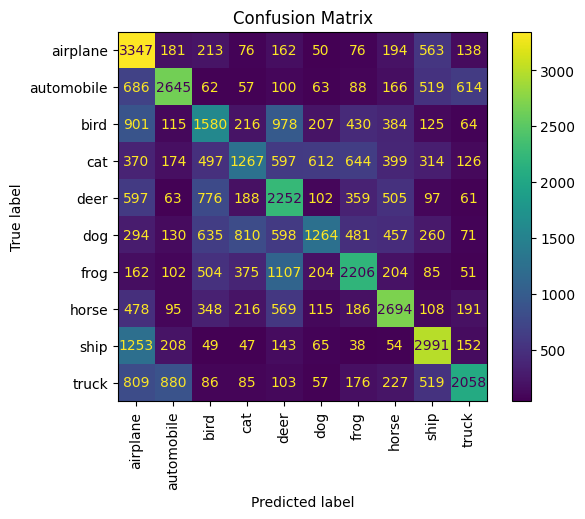 Confusion Matrix
airplane 3347 181 213 76 162 50 76 194 563 138
automobile 686 2645 62 57 100 63 88 166 519 614
bird 901 115 1580 216 978 207 430 384 125 64
cat 370 174 497 1267 597 612 644 399 314 126
deer 597 63 776 188 2252 102 359 505 97 61
dog 294 130 635 810 598 1264 481 457 260 71
frog 162 102 504 375 1107 204 2206 204 85 51
horse 478 95 348 216 569 115 186 2694 108 191
ship 1253 208 49 47 143 65 38 54 2991 152
truck 809 880 86 85 103 57 176 227 519 2058
airplane automobile bird cat deer dog frog horse ship truck
Predicted label
True label
3000
2500
2000
1500
1000
500